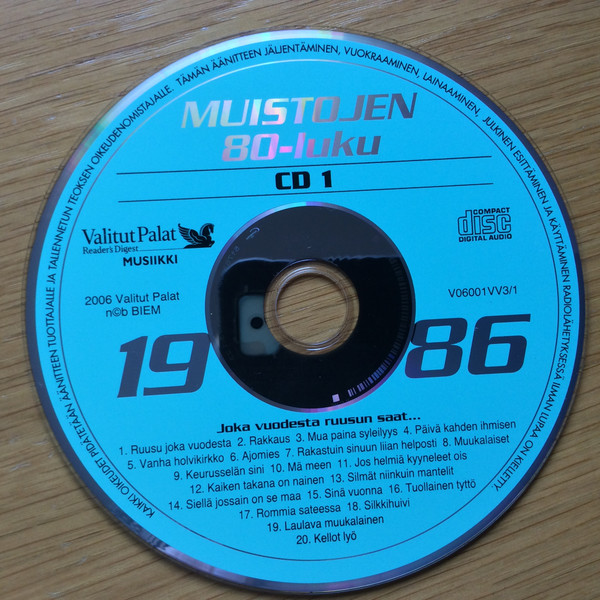 KAIKKI OIKEUDET PIDÄTETÄÄN ÄÄNITTEEN TUOTTAJALLE JA TALLENNETUN TEOKSEN OIKEUDENOMISTAJALLE. TÄMÄN ÄÄNITTEEN JÄLJENTÄMINEN, VUOKRAAMINEN, LAINAAMINEN, JULKINEN ESITTÄMINEN JA KÄYTTÄMINEN RADIOLÄHETYKSESSÄ ILMAN LUPAA ON KIELLETTY
MUISTOJEN
80-luku
CD 1
Valitut Palat
Reader's Digest
MUSIIKKI
COMPACT
disc
DIGITAL AUDIO
2006 Valitut Palat
n©b BIEM
V06001VV3/1
19 86
Joka vuodesta ruusun saat...
1. Ruusu joka vuodesta 2. Rakkaus 3. Mua paina syleilyys 4. Päivä kahden ihmisen
5. Vanha holvikirkko 6. Ajomies 7. Rakastuin sinuun liian helposti 8. Muukalaiset
9. Keurusselän sini 10. Mä meen 11. Jos helmiä kyyneleet ois
12. Kaiken takana on nainen 13. Silmät niinkuin mantelit
14. Siellä jossain on se maa 15. Sinä vuonna 16. Tuollainen tyttö
17. Rommia sateessa 18. Silkkihuivi
19. Laulava muukalainen
20. Kellot lyö